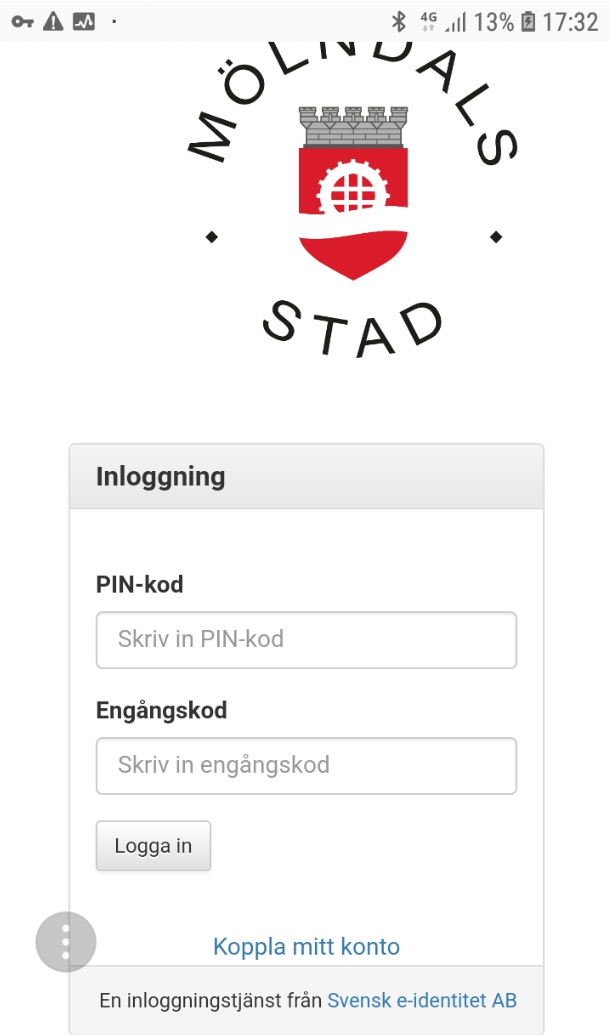 4G 13% 17:32
MÖLNDALS
STAD
Inloggning
PIN-kod
Skriv in PIN-kod
Engångskod
Skriv in engångskod
Logga in
Koppla mitt konto
En inloggningstjänst från Svensk e-identitet AB